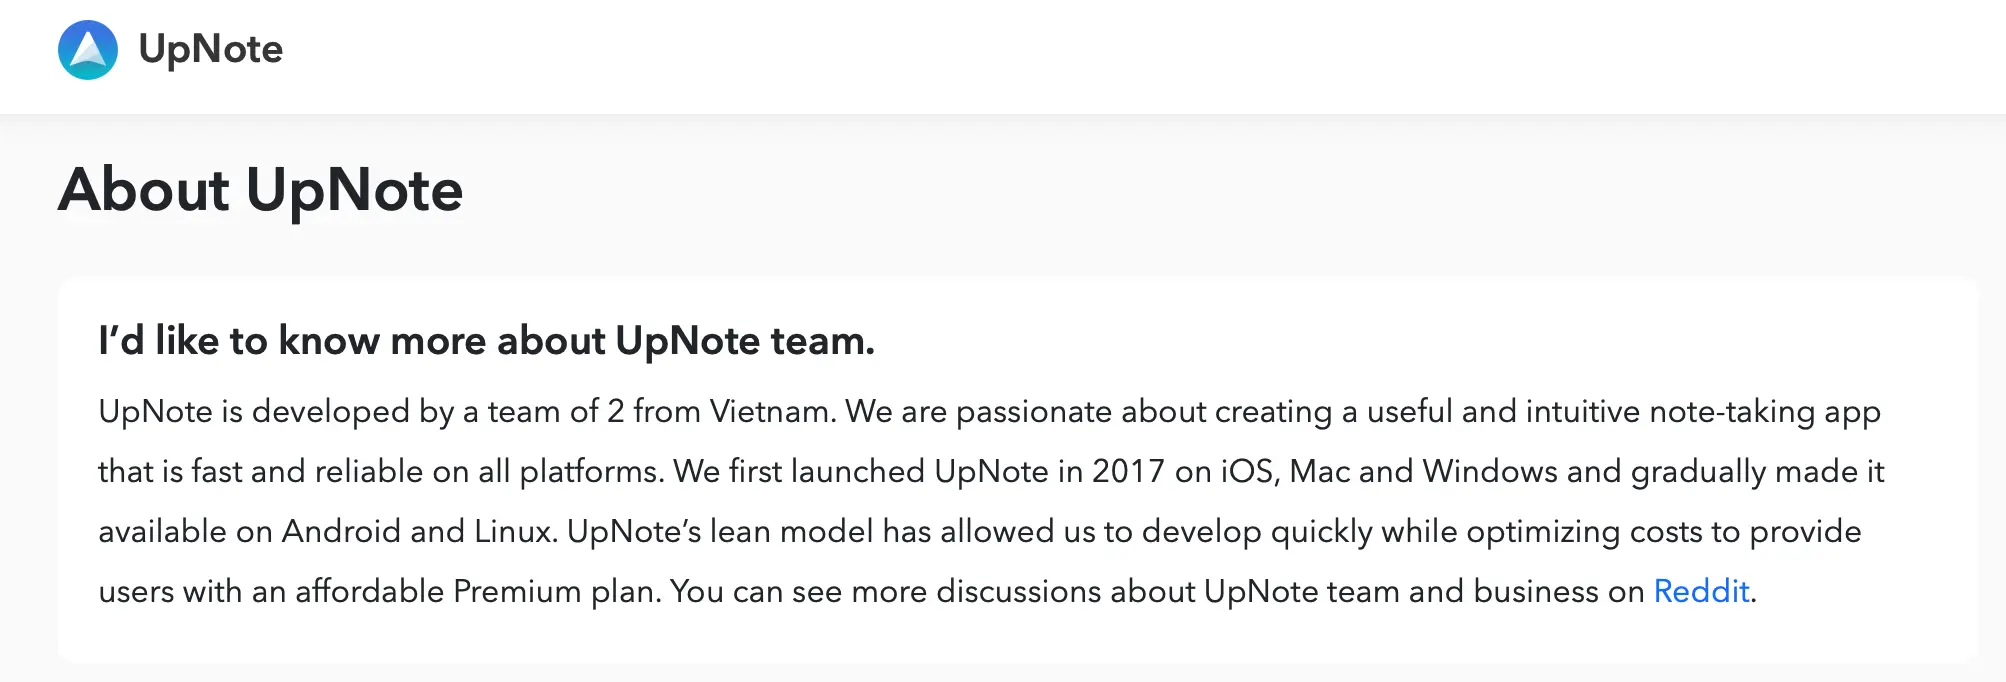 UpNote
About UpNote
I’d like to know more about UpNote team.
UpNote is developed by a team of 2 from Vietnam. We are passionate about creating a useful and intuitive note-taking app
that is fast and reliable on all platforms. We first launched UpNote in 2017 on iOS, Mac and Windows and gradually made it
available on Android and Linux. UpNote’s lean model has allowed us to develop quickly while optimizing costs to provide
users with an affordable Premium plan. You can see more discussions about UpNote team and business on Reddit.